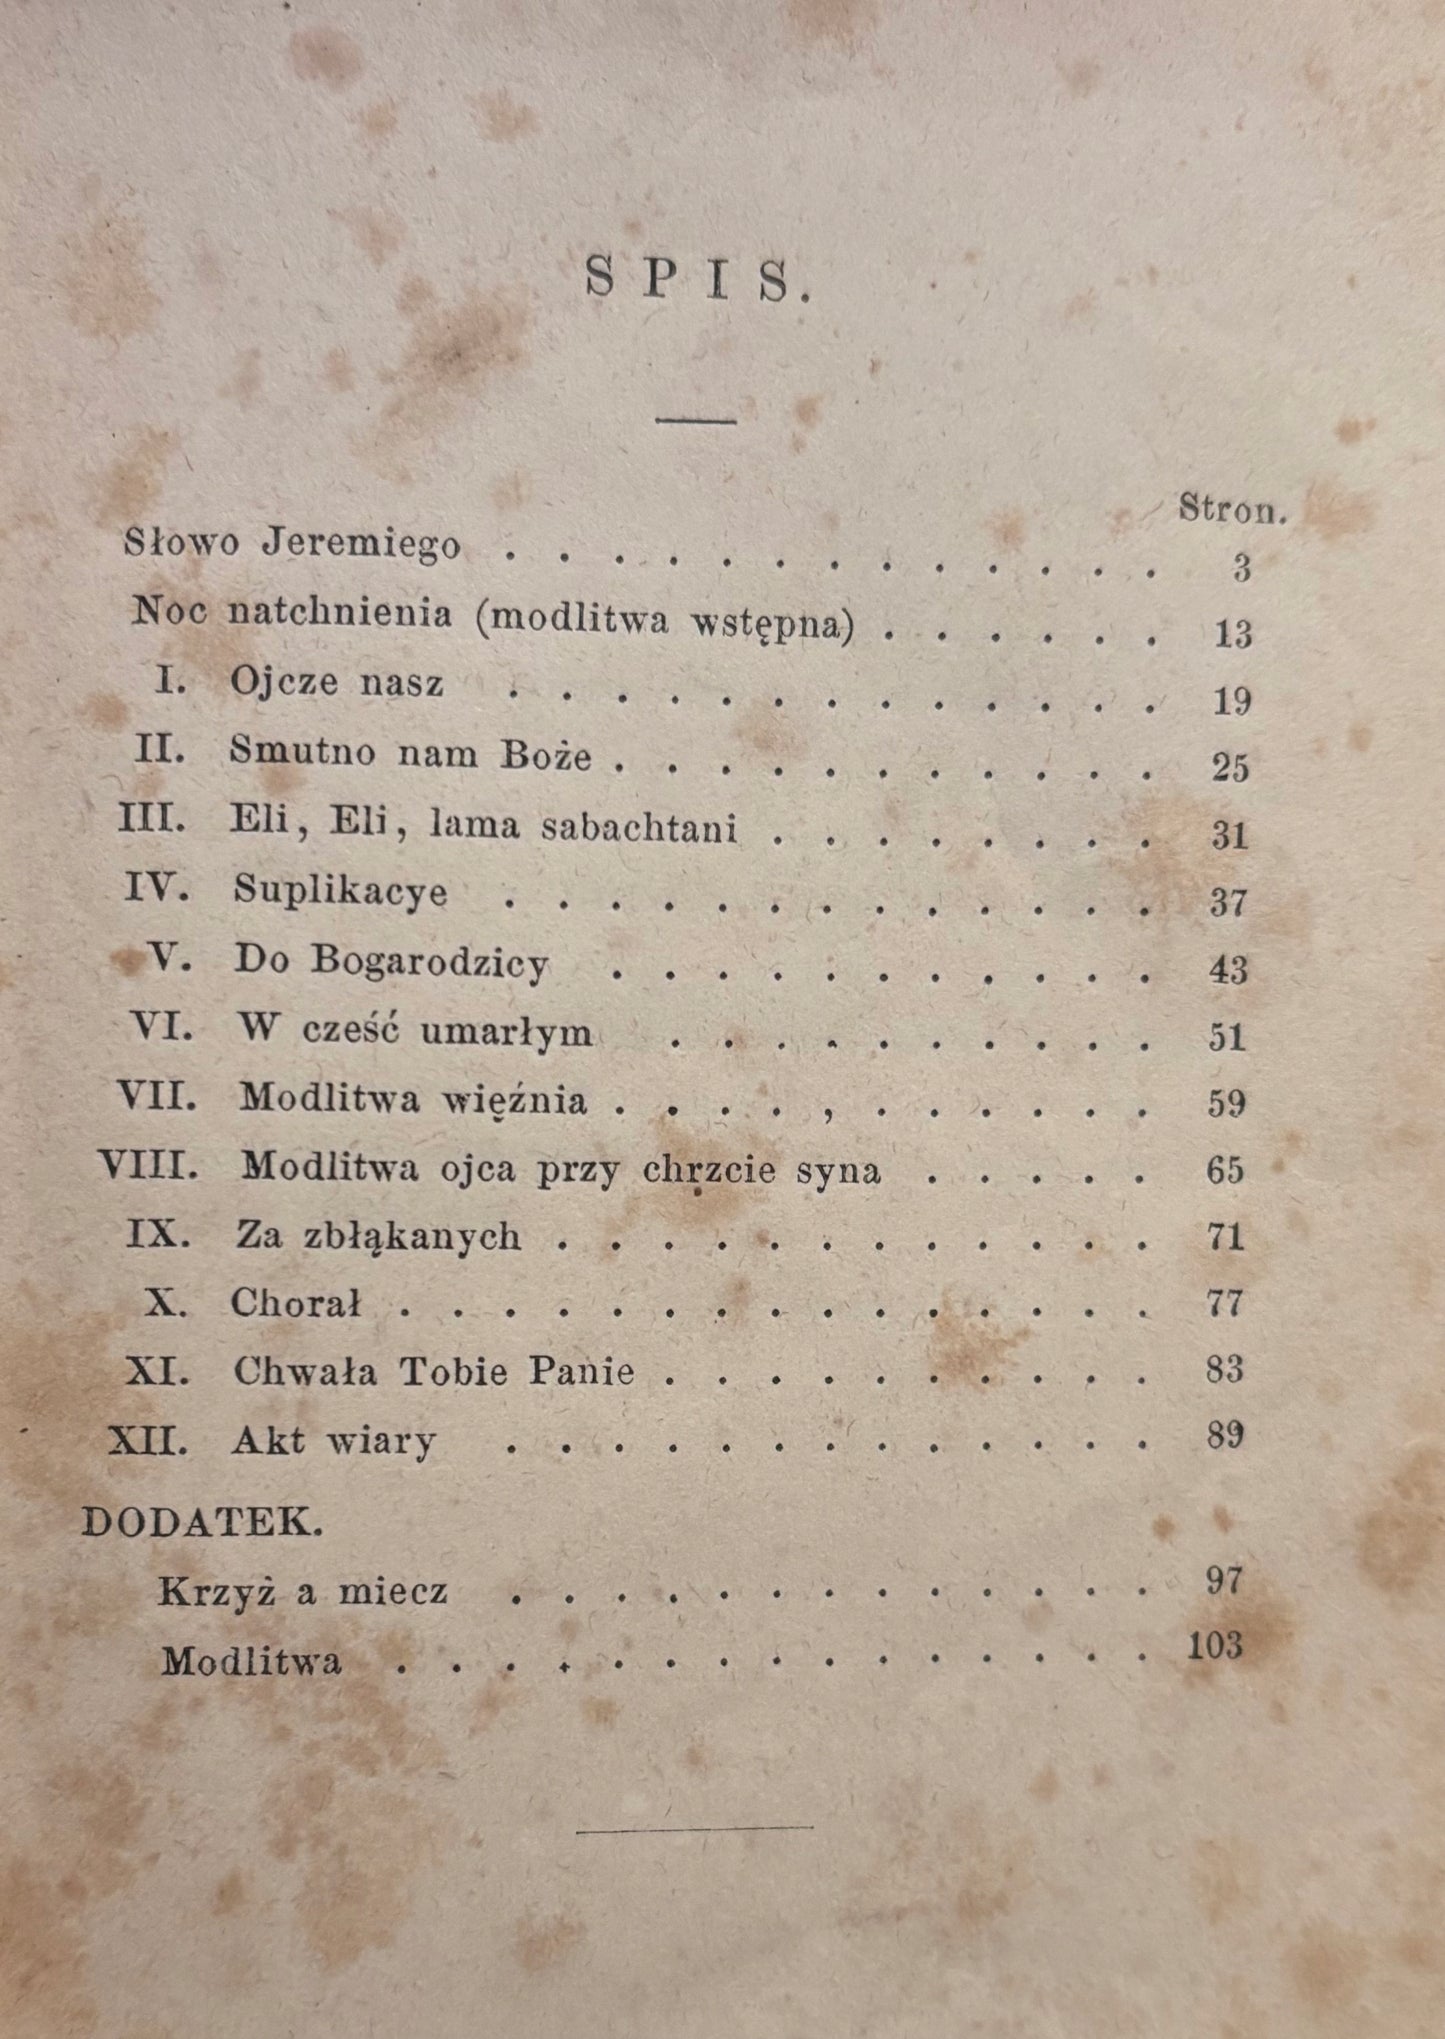 SPIS.
Stron.
Słowo Jeremiego . . . . . . . . . . . . . 3
Noc natchnienia (modlitwa wstępna) . . . . . . 13
I. Ojcze nasz . . . . . . . . . . . . . 19
II. Smutno nam Boże . . . . . . . . . . . 25
III. Eli, Eli, lama sabachtani . . . . . . . . 31
IV. Suplikacye . . . . . . . . . . . . . 37
V. Do Bogarodzicy . . . . . . . . . . . 43
VI. W cześć umarłym . . . . . . . . . . 51
VII. Modlitwa więźnia . . . . , . . . . . . 59
VIII. Modlitwa ojca przy chrzcie syna . . . . . 65
IX. Za zbłąkanych . . . . . . . . . . . . 71
X. Chorał . . . . . . . . . . . . . . . 77
XI. Chwała Tobie Panie . . . . . . . . . . 83
XII. Akt wiary . . . . . . . . . . . . . 89
DODATEK.
Krzyż a miecz . . . . . . . . . . . . . 97
Modlitwa . . . . . . . . . . . . . . . 103